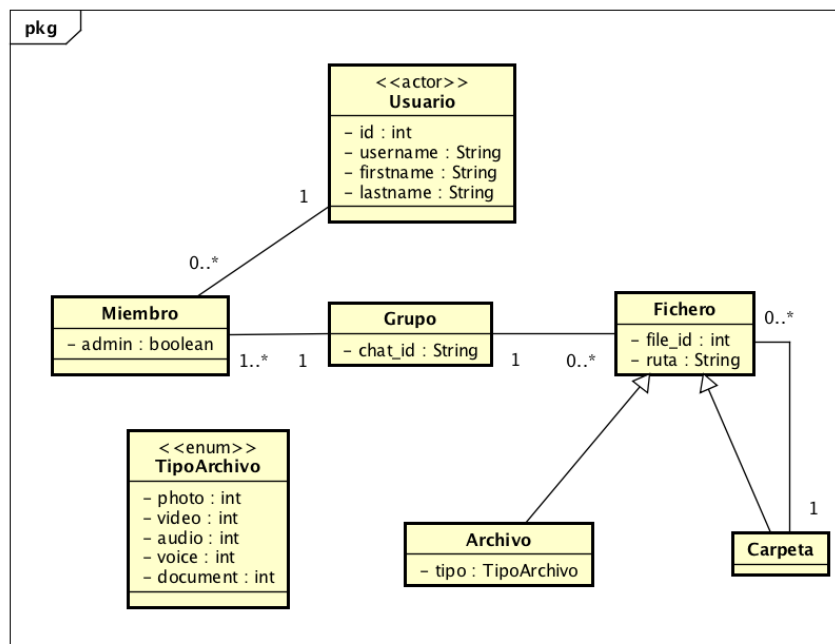 pkg
<<actor>>
Usuario
- id : int
- username : String
- firstname : String
- lastname : String
1
0..*
Miembro
- admin : boolean
1..*
1
Grupo
- chat_id : String
1
0..*
Fichero
- file_id : int
- ruta : String
0..*
1
<<enum>>
TipoArchivo
- photo : int
- video : int
- audio : int
- voice : int
- document : int
Archivo
- tipo : TipoArchivo
Carpeta